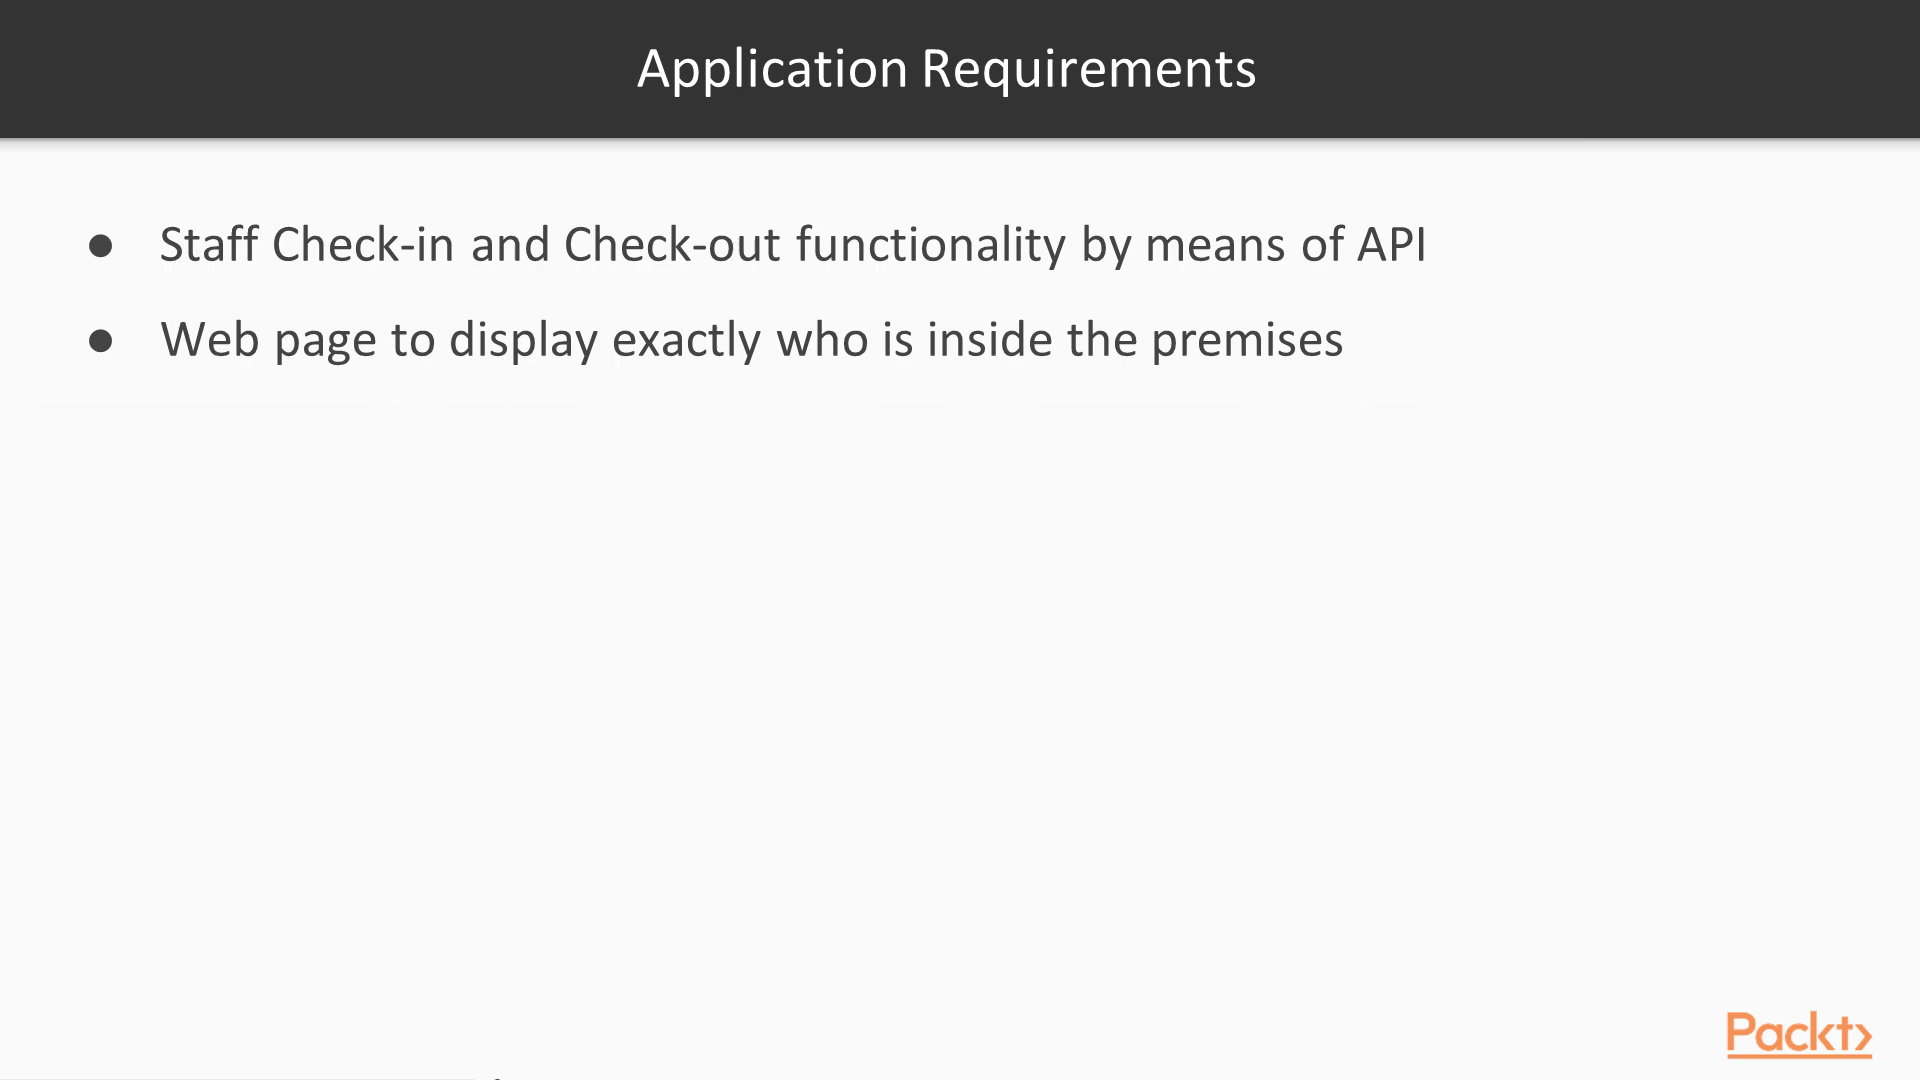 Application Requirements
● Staff Check-in and Check-out functionality by means of API
● Web page to display exactly who is inside the premises
Packt>